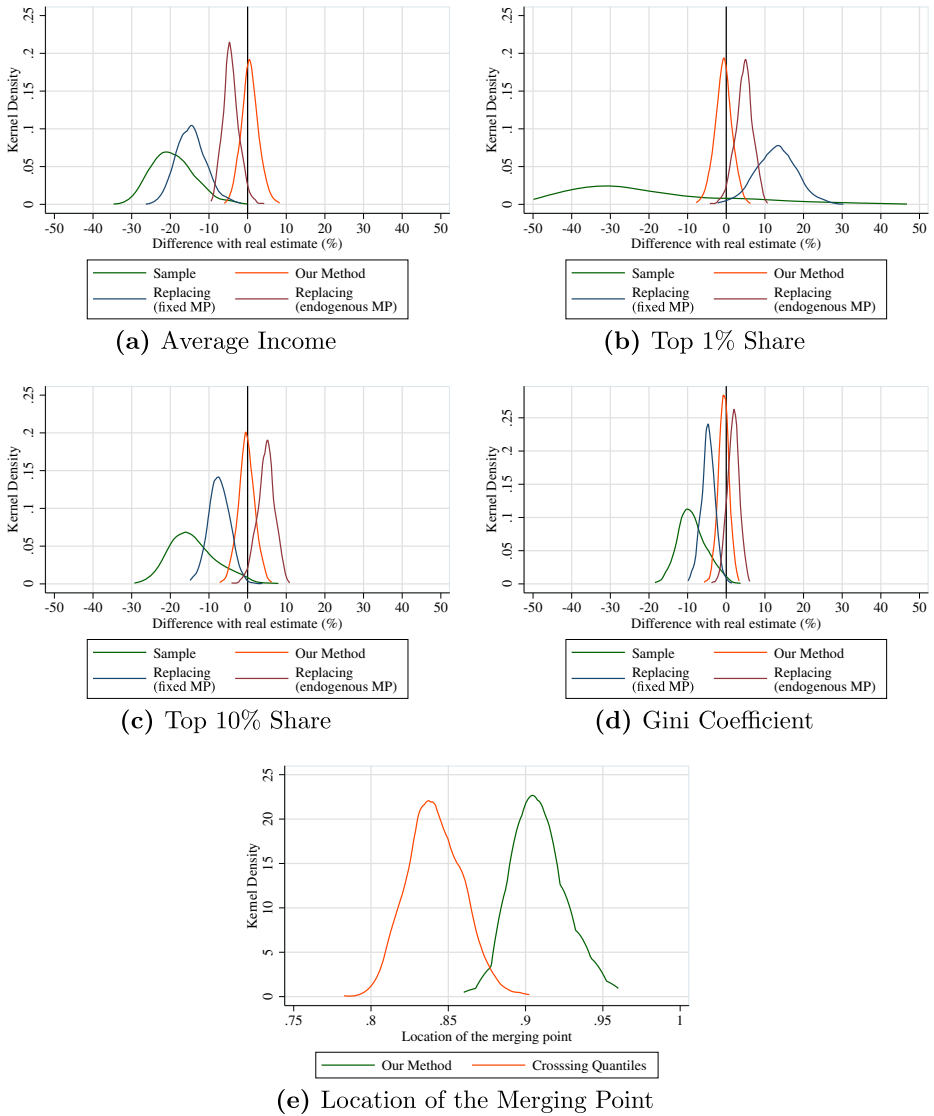 Kernel Density
0 .05 .1 .15 .2 .25
-50 -40 -30 -20 -10 0 10 20 30 40 50
Difference with real estimate (%)
Sample Our Method
Replacing (fixed MP) Replacing (endogenous MP)
(a) Average Income
Kernel Density
0 .05 .1 .15 .2 .25
-50 -40 -30 -20 -10 0 10 20 30 40 50
Difference with real estimate (%)
Sample Our Method
Replacing (fixed MP) Replacing (endogenous MP)
(b) Top 1% Share
Kernel Density
0 .05 .1 .15 .2 .25
-50 -40 -30 -20 -10 0 10 20 30 40 50
Difference with real estimate (%)
Sample Our Method
Replacing (fixed MP) Replacing (endogenous MP)
(c) Top 10% Share
Kernel Density
0 .05 .1 .15 .2 .25
-50 -40 -30 -20 -10 0 10 20 30 40 50
Difference with real estimate (%)
Sample Our Method
Replacing (fixed MP) Replacing (endogenous MP)
(d) Gini Coefficient
Kernel Density
0 5 10 15 20 25
.75 .8 .85 .9 .95 1
Location of the merging point
Our Method Crosssing Quantiles
(e) Location of the Merging Point